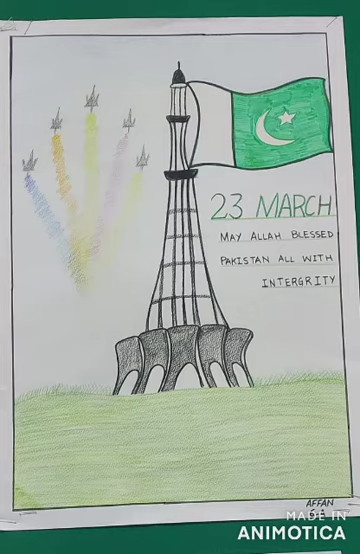 23 MARCH
MAY ALLAH BLESSED
PAKISTAN ALL WITH
INTERGRITY
AFFAN
MADE IN
ANIMOTICA